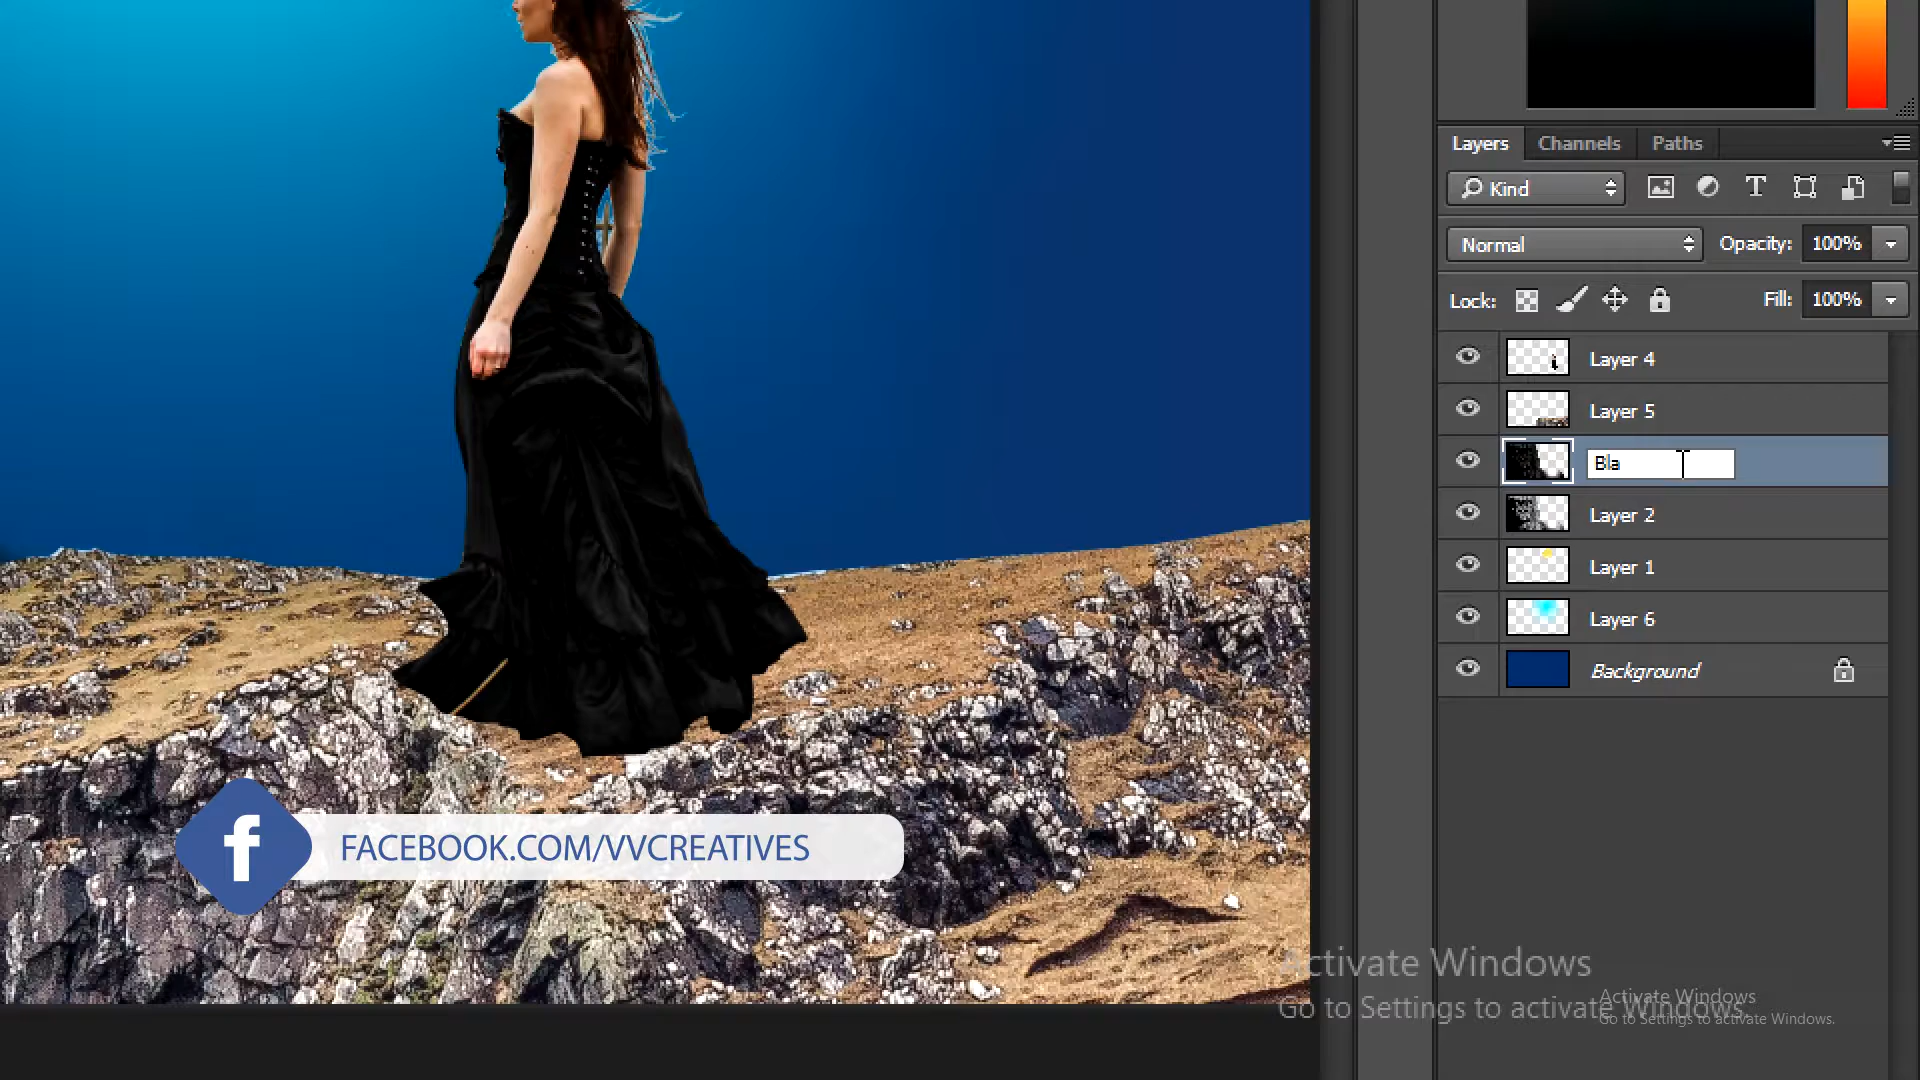 Layers
Channels
Paths
Kind
Normal
Opacity: 100%
Lock:
Fill: 100%
Layer 4
Layer 5
Bla
Layer 2
Layer 1
Layer 6
Background
f
FACEBOOK.COM/VVCREATIVES
Activate Windows
Go to Settings to activate Windows.
Activate Windows
Go to Settings to activate Windows.